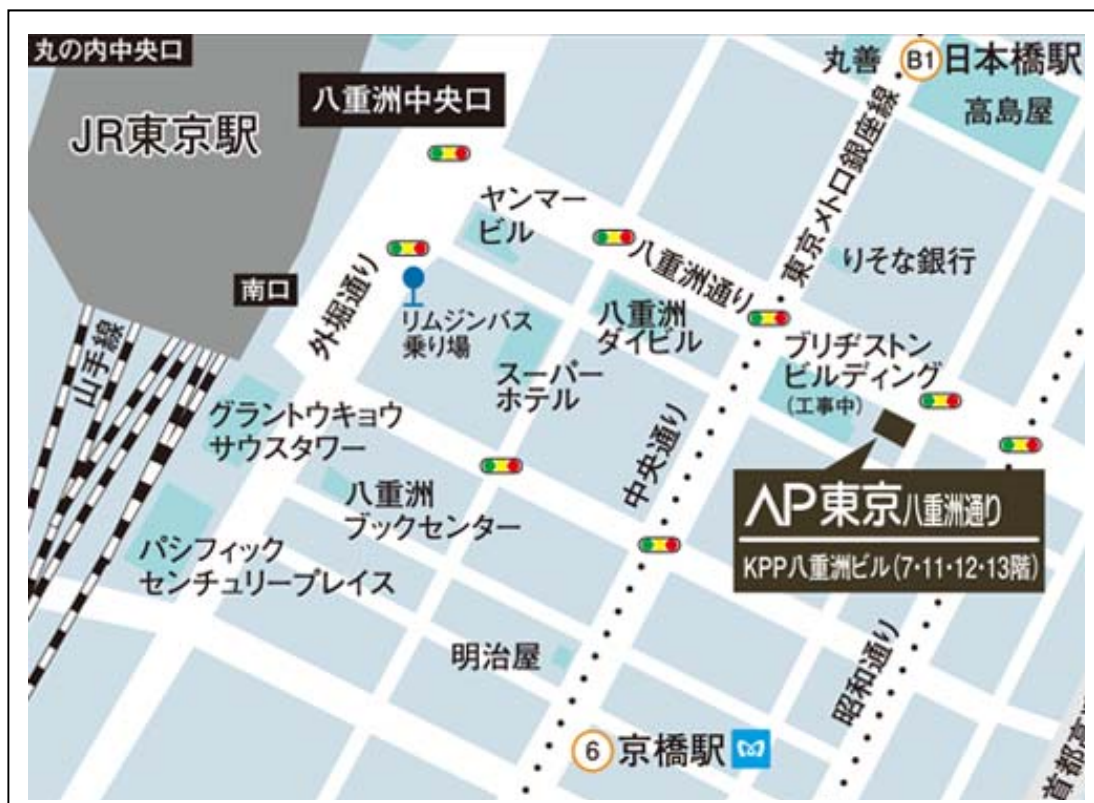 丸の内中央口
JR東京駅
八重洲中央口
丸善
B1
日本橋駅
高島屋
ヤンマー
ビル
東京メトロ銀座線
八重洲通り
りそな銀行
南口
外堀通り
リムジンバス
乗り場
八重洲
ダイビル
山手線
スーパー
ホテル
ブリヂストン
ビルディング
(工事中)
グラントウキョウ
サウスタワー
中央通り
八重洲
ブックセンター
AP東京八重洲通り
KPP八重洲ビル(7・11・12・13階)
パシフィック
センチュリープレイス
明治屋
昭和通り
6
京橋駅
首都高